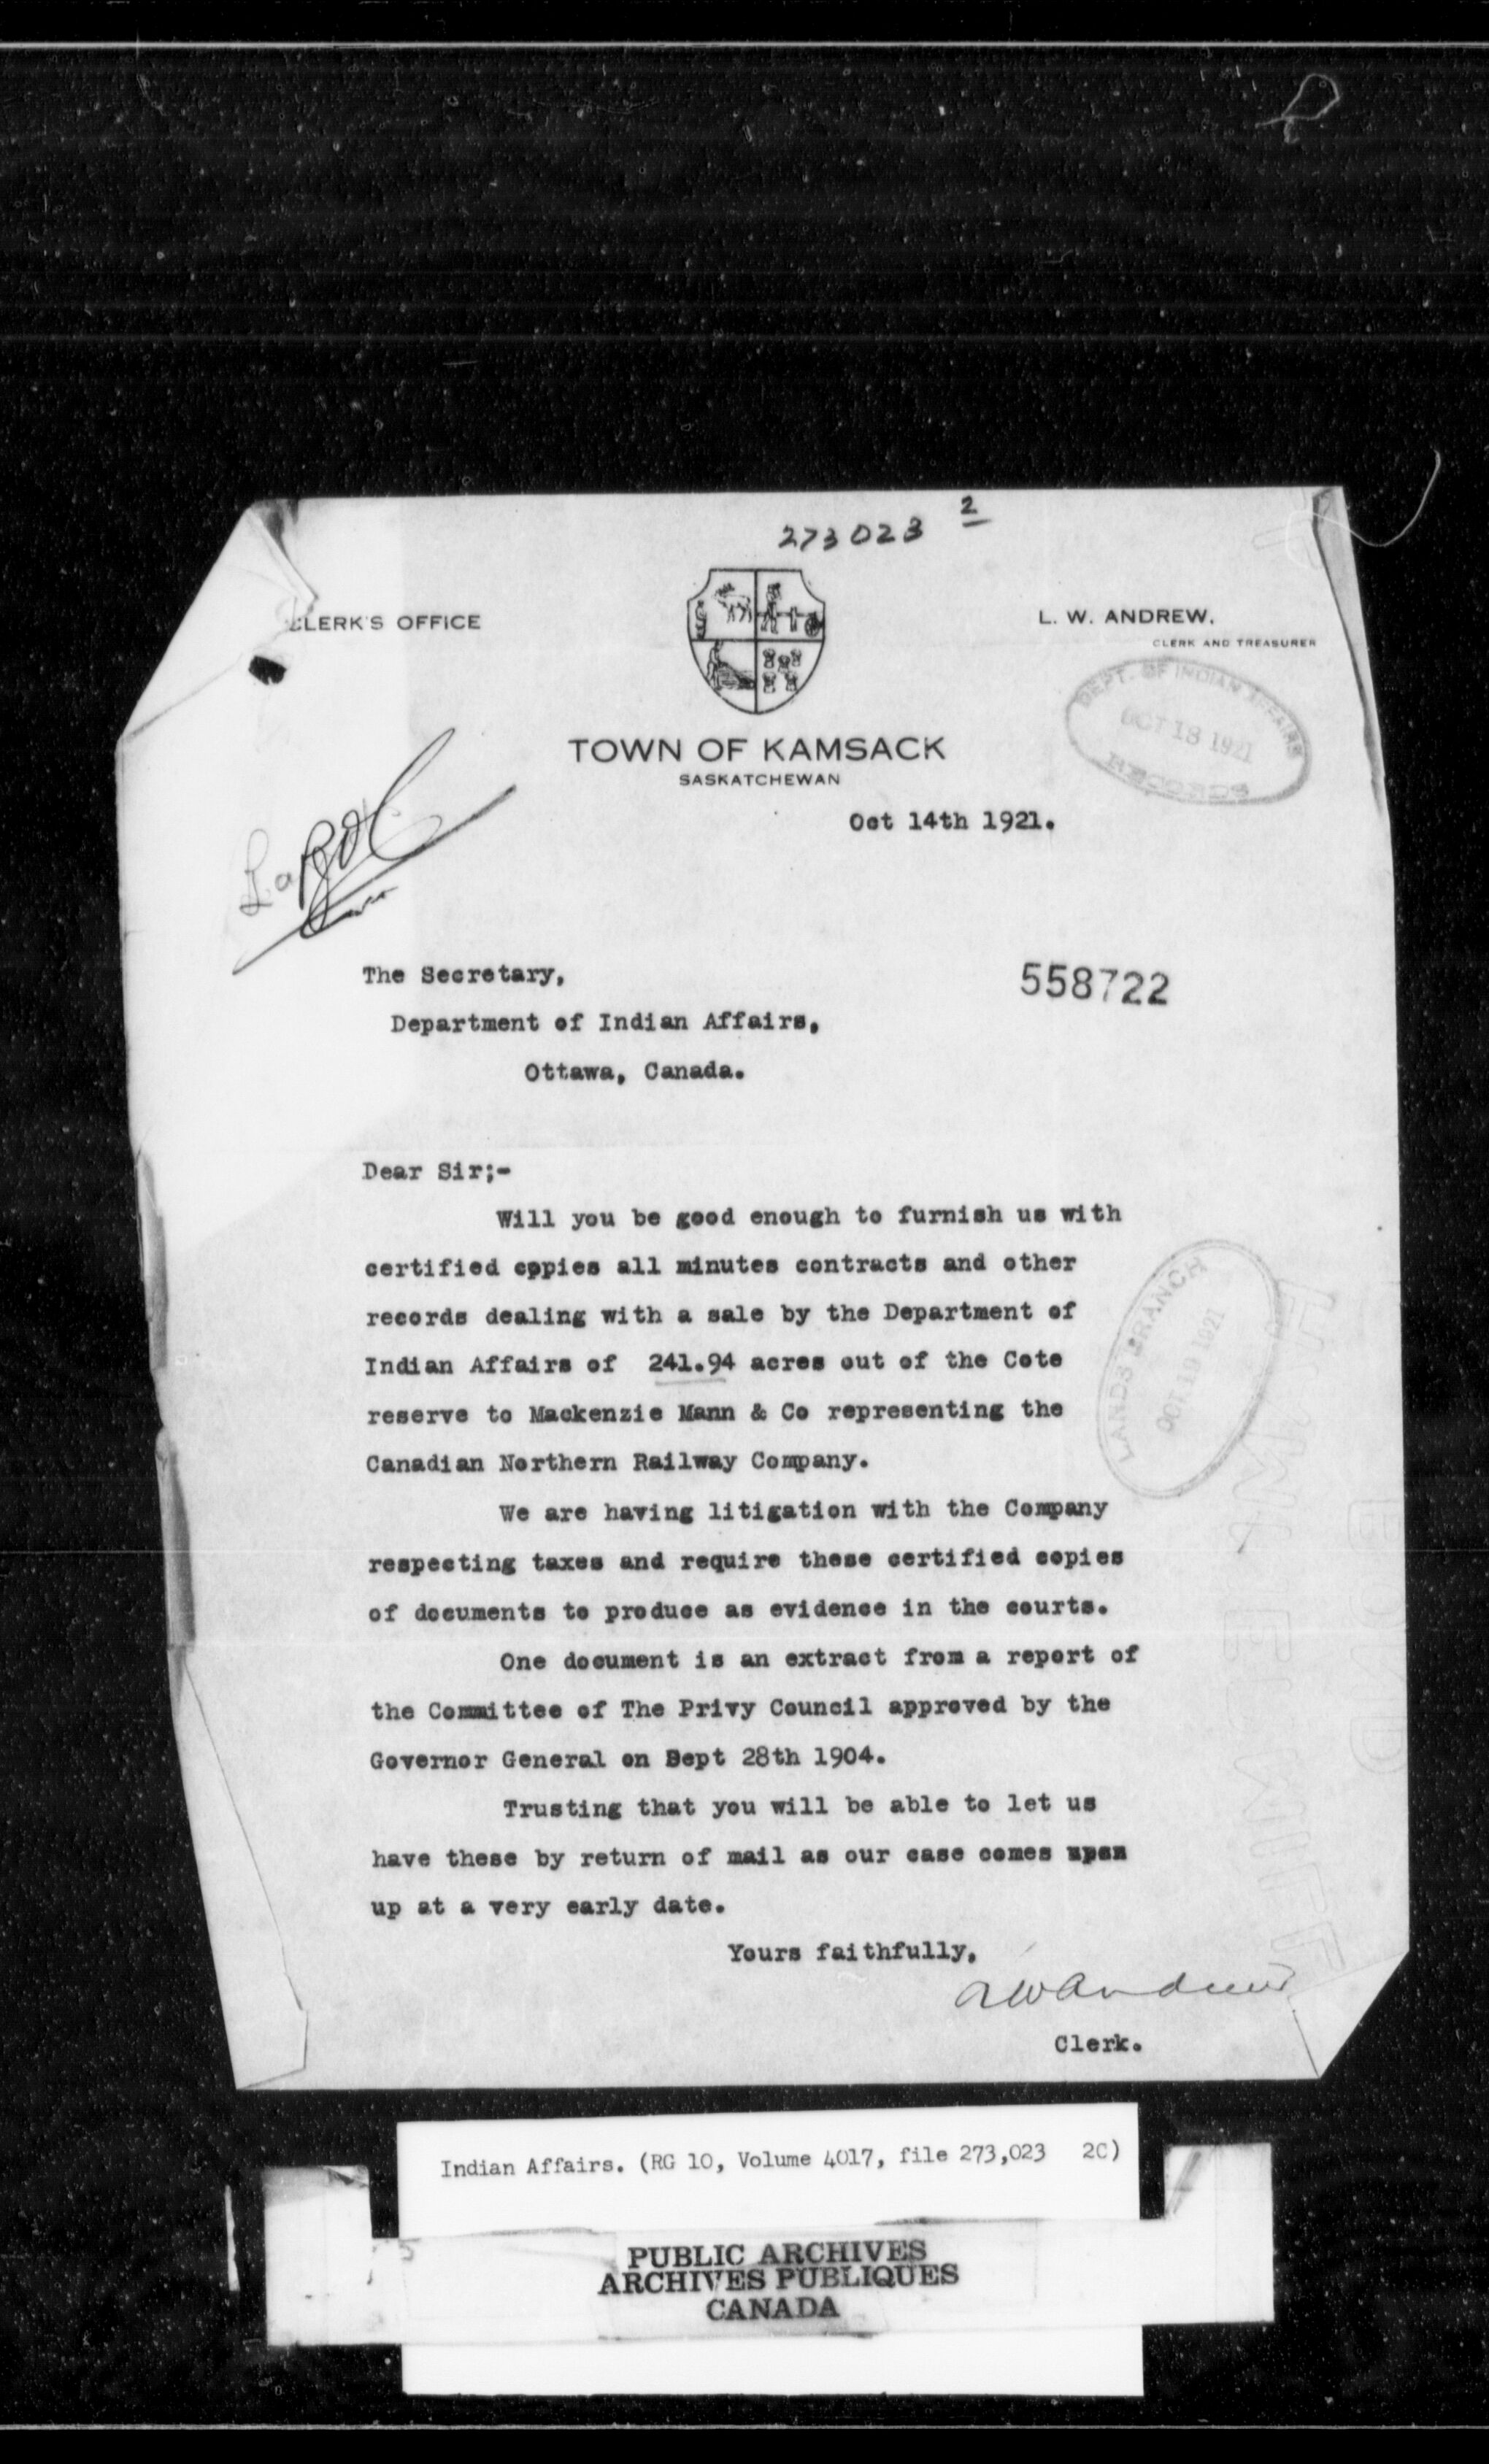 273023 2
CLERK'S OFFICE
L. W. ANDREW,
CLERK AND TREASURER
DEPT. OF INDIAN AFFAIRS
OCT 18 1921
RECORDS
TOWN OF KAMSACK
SASKATCHEWAN
Oct 14th 1921.
The Secretary,
558722
Department of Indian Affairs,
Ottawa, Canada.
Dear Sir;-
Will you be good enough to furnish us with
certified copies all minutes contracts and other
records dealing with a sale by the Department of
Indian Affairs of 241.94 acres out of the Cote
reserve to Mackenzie Mann & Co representing the
Canadian Northern Railway Company.
LANDS BRANCH
OCT 19 1921
We are having litigation with the Company
respecting taxes and require these certified copies
of documents to produce as evidence in the courts.
One document is an extract from a report of
the Committee of The Privy Council approved by the
Governor General on Sept 28th 1904.
Trusting that you will be able to let us
have these by return of mail as our case comes upon
up at a very early date.
Yours faithfully,
LWAndrew
Clerk.
Indian Affairs. (RG 10, Volume 4017, file 273,023 2C)
PUBLIC ARCHIVES
ARCHIVES PUBLIQUES
CANADA